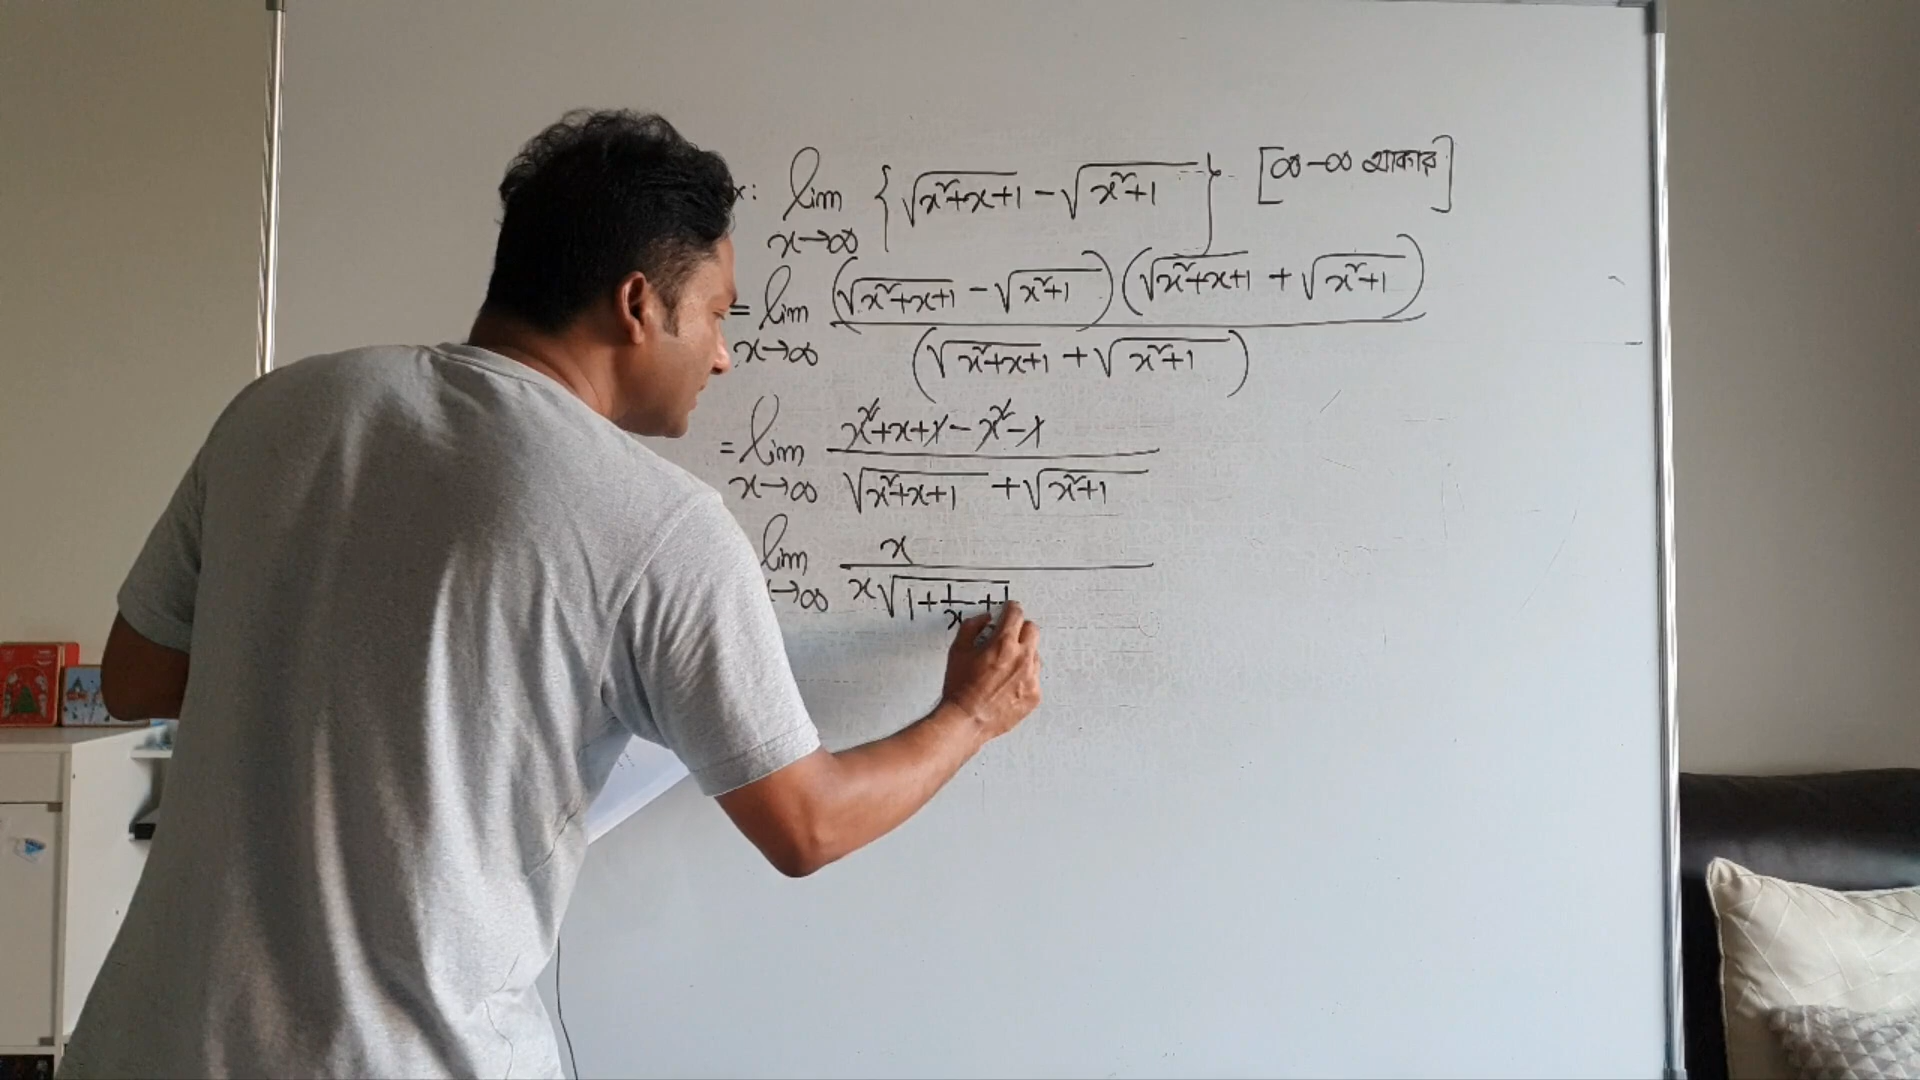 x: lim x→∞ {√(x²+x+1) - √(x²+1)} [∞-∞ আকার]
= lim x→∞ (√(x²+x+1) - √(x²+1)) (√(x²+x+1) + √(x²+1)) / (√(x²+x+1) + √(x²+1))
= lim x→∞ x²+x+1-x²-1 / √(x²+x+1) + √(x²+1)
lim →∞ x / x√(1+1/x+1